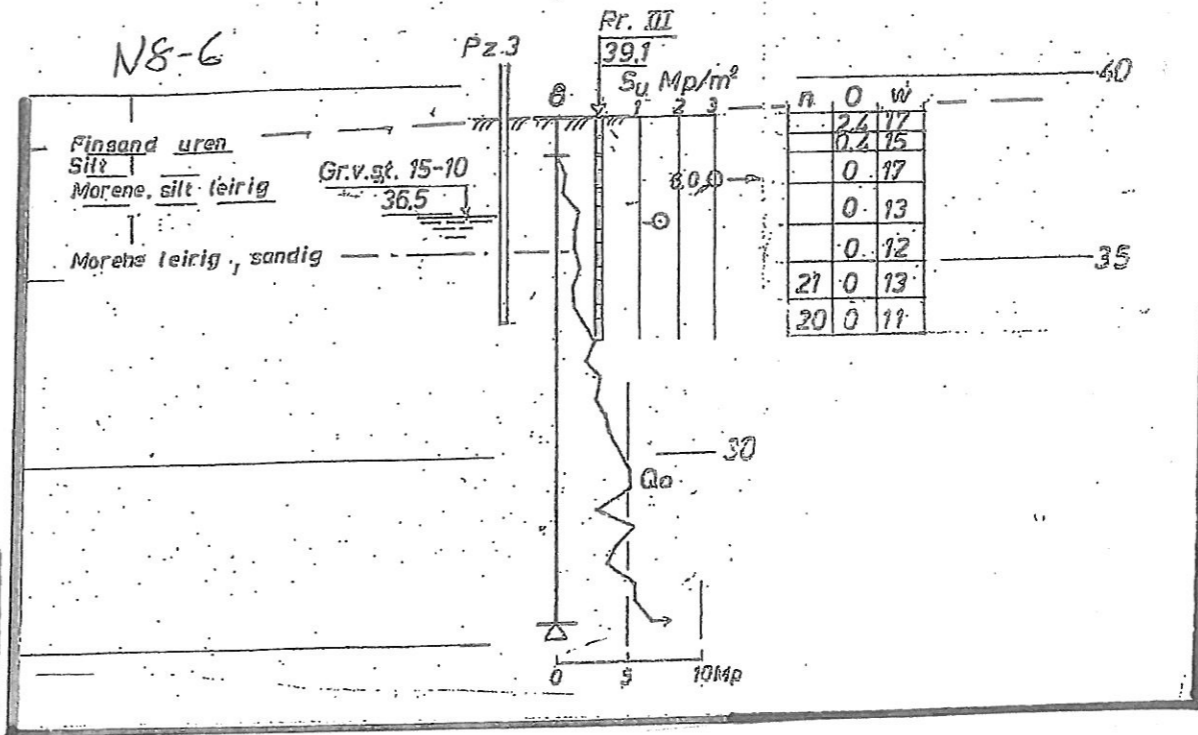 N8-6
Pz.3
Pr. III
39,1
Su Mp/m²
8
1 2 3
40
Finsand uren
Silt
Morene, silt leirig
Gr.v.st. 15-10
36.5
Morene leirig, sandig
n O w
2,4 17
0,4 15
0 17
0 13
0 12
21 0 13
20 0 11
35
30
Qo
0 5 10Mp